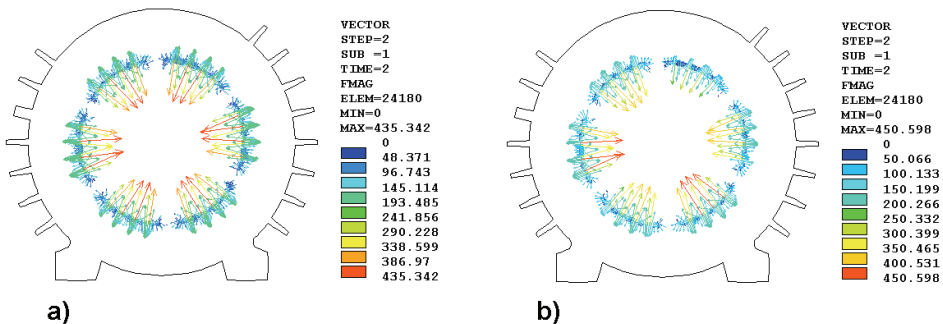 VECTOR
STEP=2
SUB =1
TIME=2
FMAG
ELEM=24180
MIN=0
MAX=435.342
0
48.371
96.743
145.114
193.485
241.856
290.228
338.599
386.97
435.342
a)
VECTOR
STEP=2
SUB =1
TIME=2
FMAG
ELEM=24180
MIN=0
MAX=450.598
0
50.066
100.133
150.199
200.266
250.332
300.399
350.465
400.531
450.598
b)